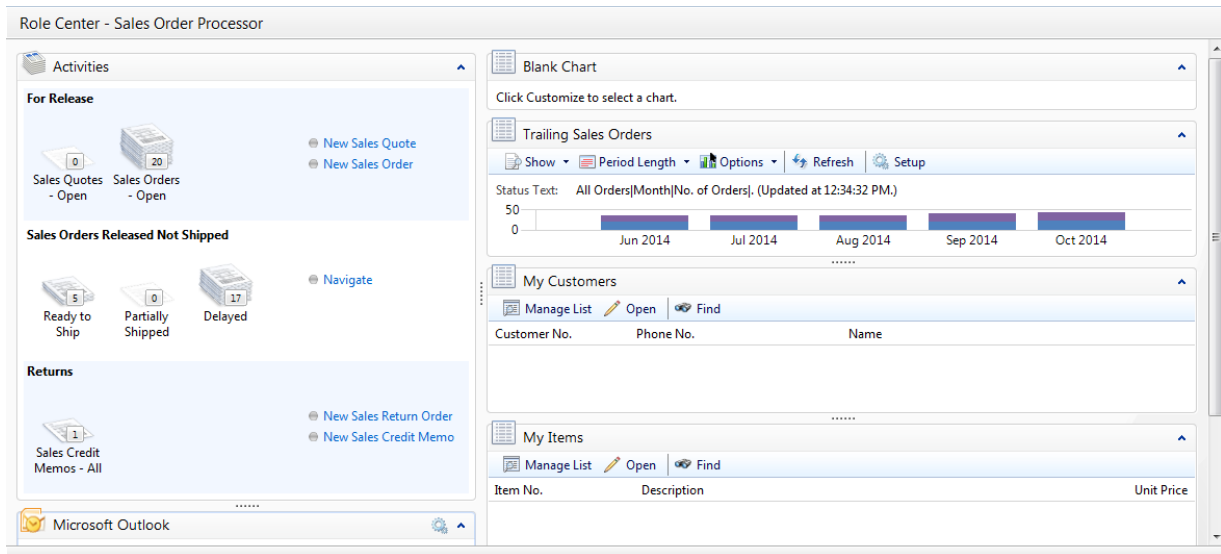 Role Center - Sales Order Processor
Activities
For Release
0
20
Sales Quotes - Open
Sales Orders - Open
New Sales Quote
New Sales Order
Sales Orders Released Not Shipped
5
0
17
Ready to Ship
Partially Shipped
Delayed
Navigate
Returns
1
Sales Credit Memos - All
New Sales Return Order
New Sales Credit Memo
Microsoft Outlook
Blank Chart
Click Customize to select a chart.
Trailing Sales Orders
Show Period Length Options Refresh Setup
Status Text: All Orders|Month|No. of Orders|. (Updated at 12:34:32 PM.)
50
0
Jun 2014 Jul 2014 Aug 2014 Sep 2014 Oct 2014
My Customers
Manage List Open Find
Customer No. Phone No. Name
My Items
Manage List Open Find
Item No. Description Unit Price